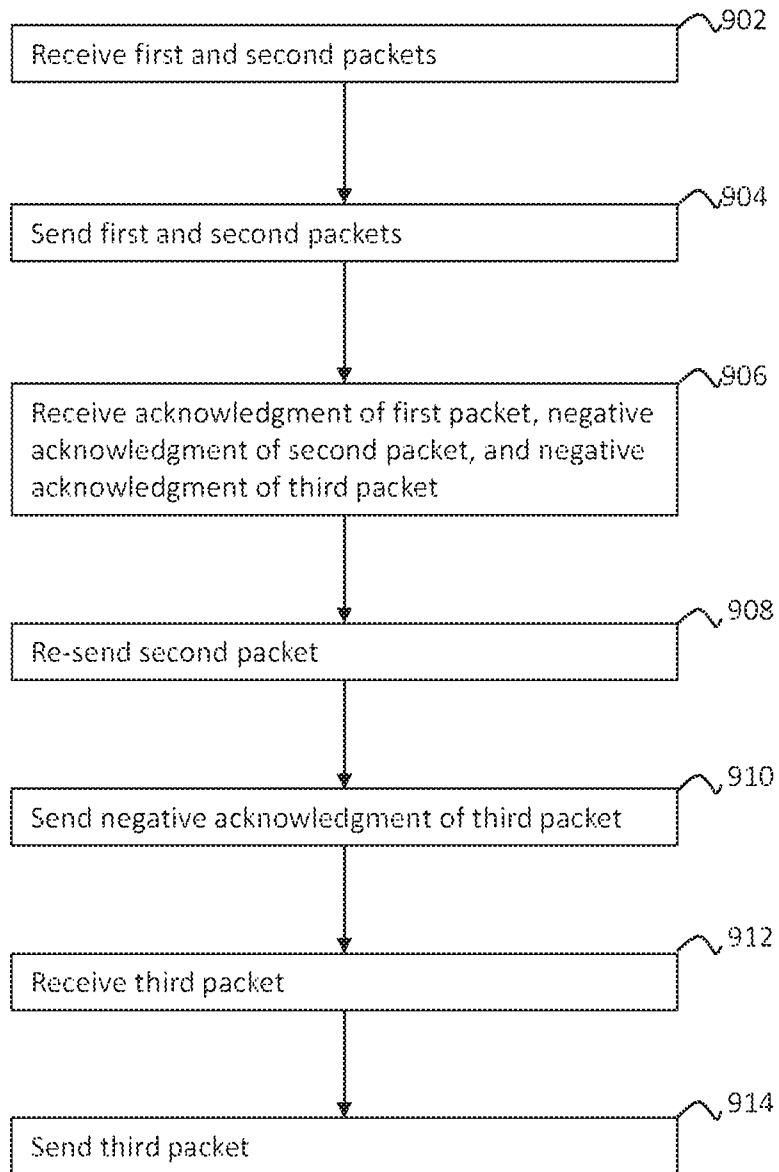 902
Receive first and second packets
904
Send first and second packets
906
Receive acknowledgment of first packet, negative
acknowledgment of second packet, and negative
acknowledgment of third packet
908
Re-send second packet
910
Send negative acknowledgment of third packet
912
Receive third packet
914
Send third packet